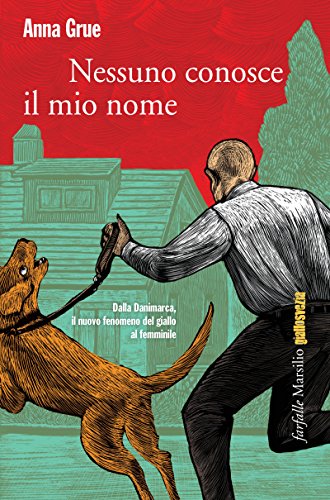 Anna Grue
Nessuno conosce
il mio nome
Dalla Danimarca,
il nuovo fenomeno del giallo
al femminile
farfalle Marsilio giallosvezia